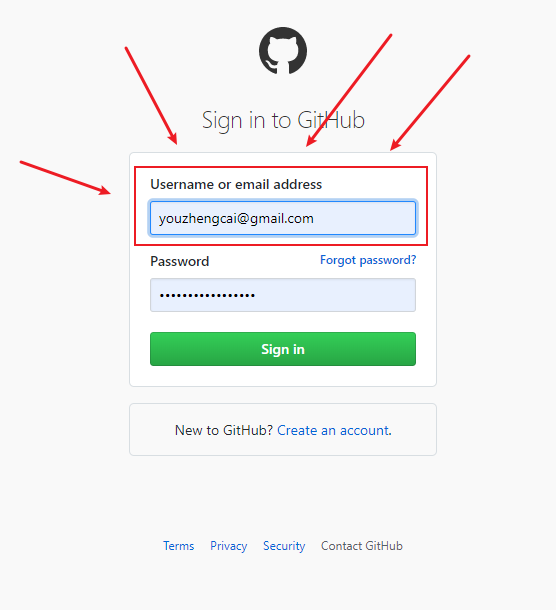 Sign in to GitHub
Username or email address
youzhengcai@gmail.com
Password Forgot password?
•••••••••••••••••
Sign in
New to GitHub? Create an account.
Terms Privacy Security Contact GitHub